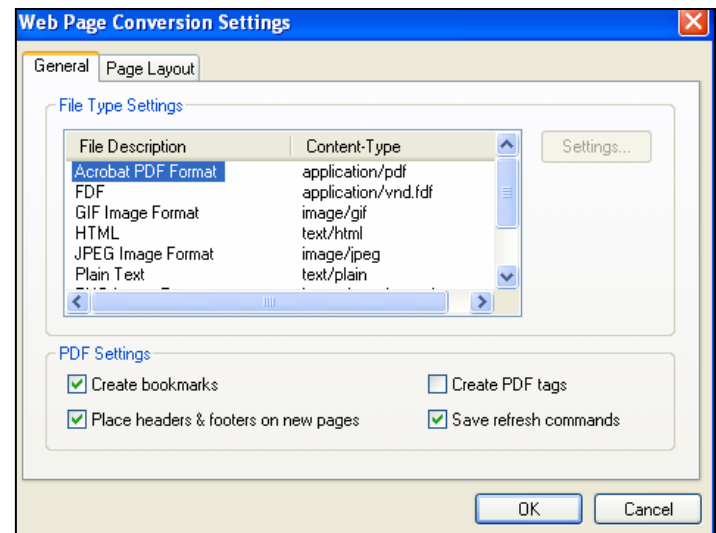 Web Page Conversion Settings
General Page Layout
File Type Settings
File Description Content-Type Settings...
Acrobat PDF Format application/pdf
FDF application/vnd.fdf
GIF Image Format image/gif
HTML text/html
JPEG Image Format image/jpeg
Plain Text text/plain
PDF Settings
Create bookmarks Create PDF tags
Place headers & footers on new pages Save refresh commands
OK Cancel